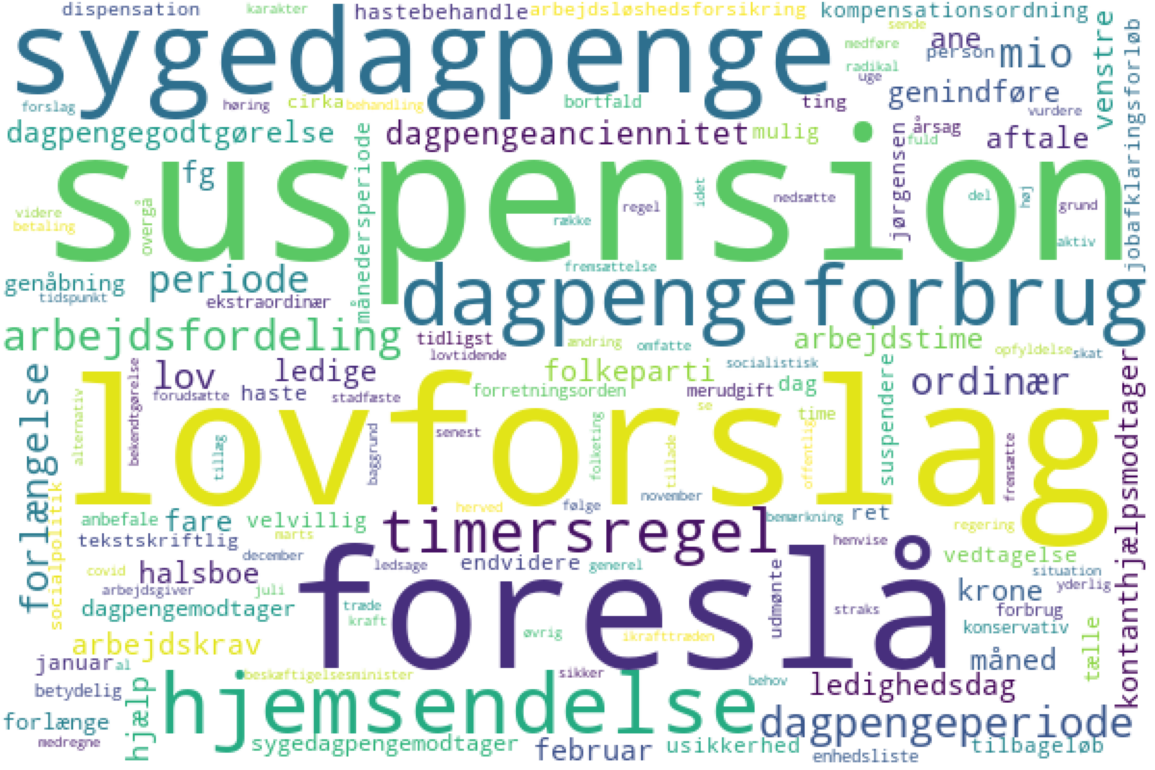 dispensation
karakter
hastebehandle
arbejdsløshedsforsikring
kompensationsordning
sygedagpenge
sende
medføre
ane
person
mio
radikal
uge
venstre
genindføre
jobafklaringsforløb
forslag
høring
cirka
behandling
bortfald
ting
vurdere
dagpengegodtgørelse
månedersperiode
dagpengeanciennitet
mulig
jørgensen
årsag
fuld
aftale
suspension
fg
videre
betaling
overgå
række
regel
idet
nedsætte
del
høj
grund
aktiv
genåbning
tidspunkt
periode
ekstraordinær
fremsættelse
dagpengeforbrug
arbejdsfordeling
tidligst
lovtidende
ændring
omfatte
arbejdstime
opfyldelse
skat
forlængelse
alternativ
bekendtgørelse
lov
forudsætte
haste
ledige
stadfæste
forretningsorden
folkeparti
merudgift
socialistisk
dag
se
time
suspendere
ordinær
kontanthjælpsmodtager
lovforslag
tillæg
baggrund
senest
folketing
tillade
offentlig
fremsætte
socialpolitik
anbefale
fare
velvillig
herved
følge
november
timersregel
bemærkning
ret
regering
tekstskriftlig
december
marts
ledsage
endvidere
generel
henvise
vedtagelse
covid
halsboe
arbejdsgiver
juli
situation
yderlig
foreslå
dagpengemodtager
træde
kraft
udmønte
straks
krone
forbrug
konservativ
tælle
arbejdskrav
øvrig
ikrafttræden
måned
januar
al
beskæftigelsesminister
sikker
behov
betydelig
hjælp
hjemsendelse
ledighedsdag
forlænge
medregne
dagpengeperiode
sygedagpengemodtager
februar
usikkerhed
enhedsliste
tilbageløb